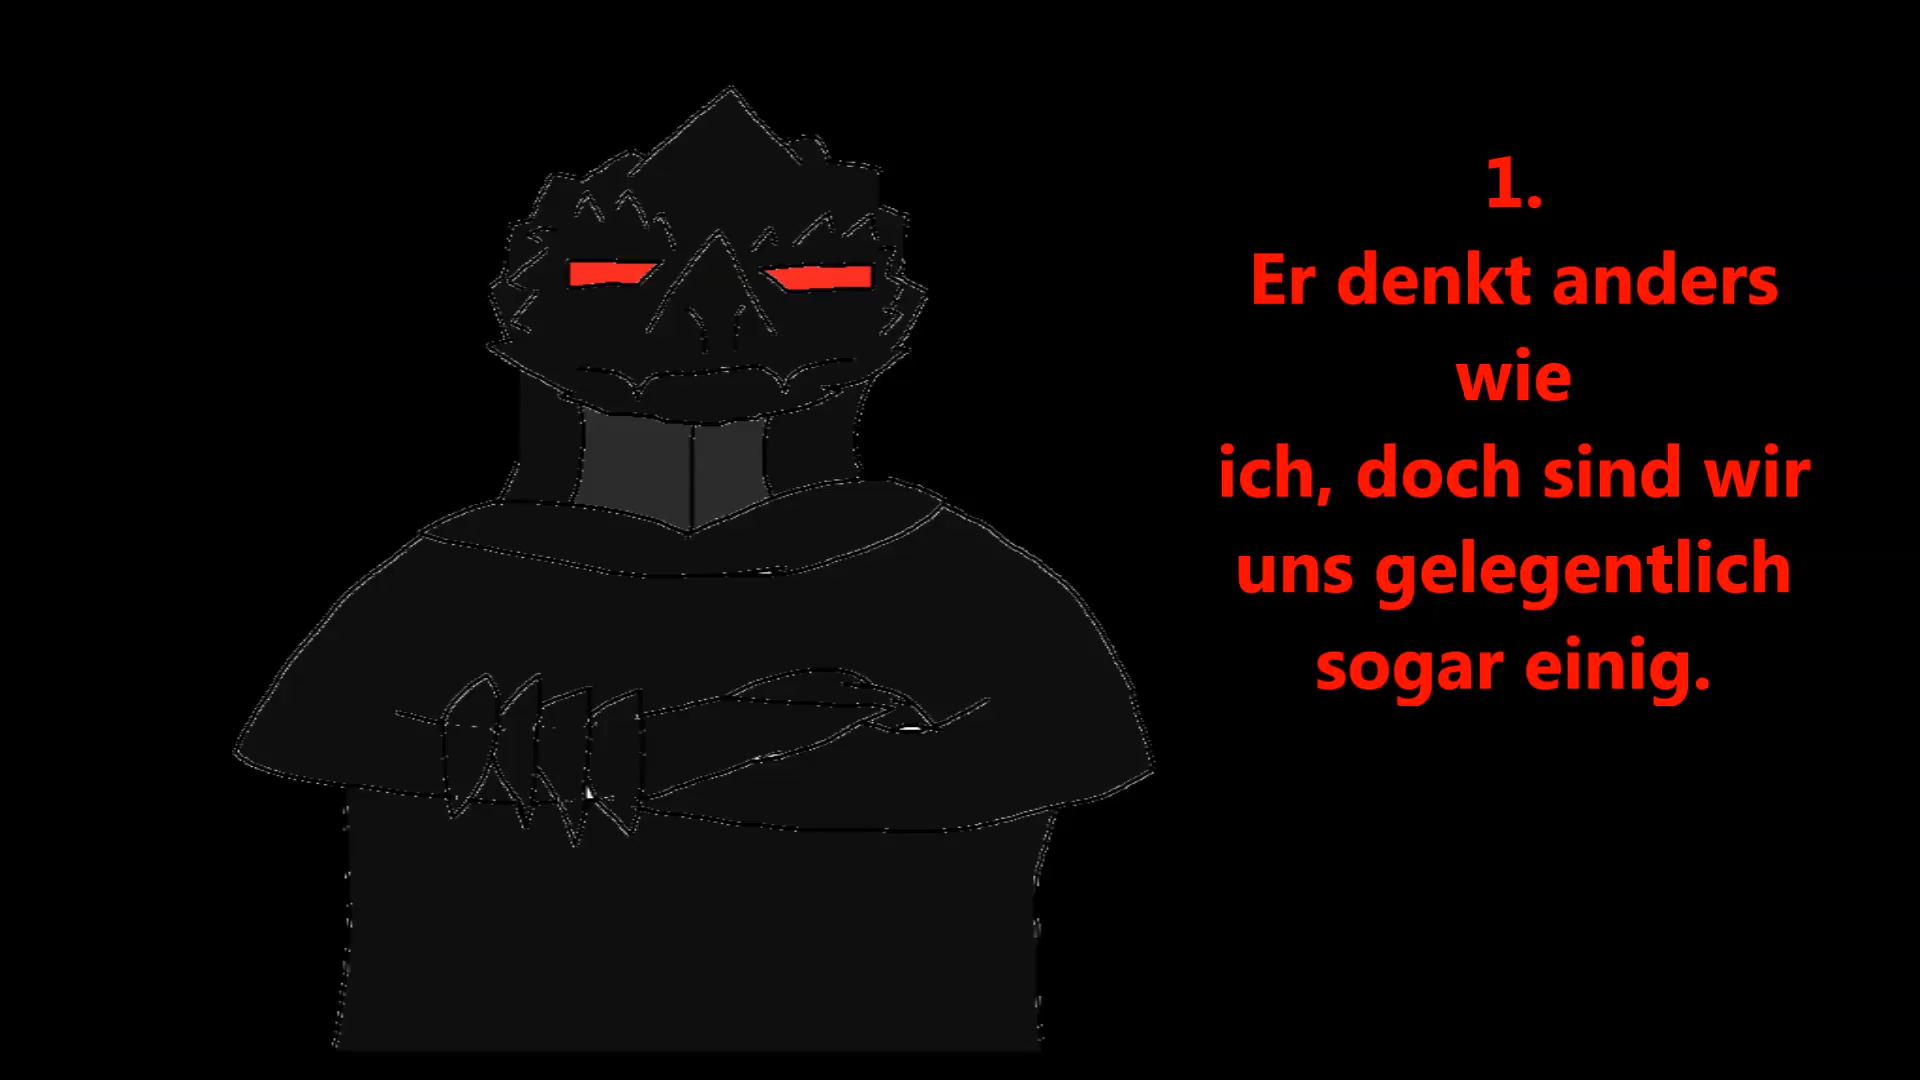 1.
Er denkt anders
wie
ich, doch sind wir
uns gelegentlich
sogar einig.